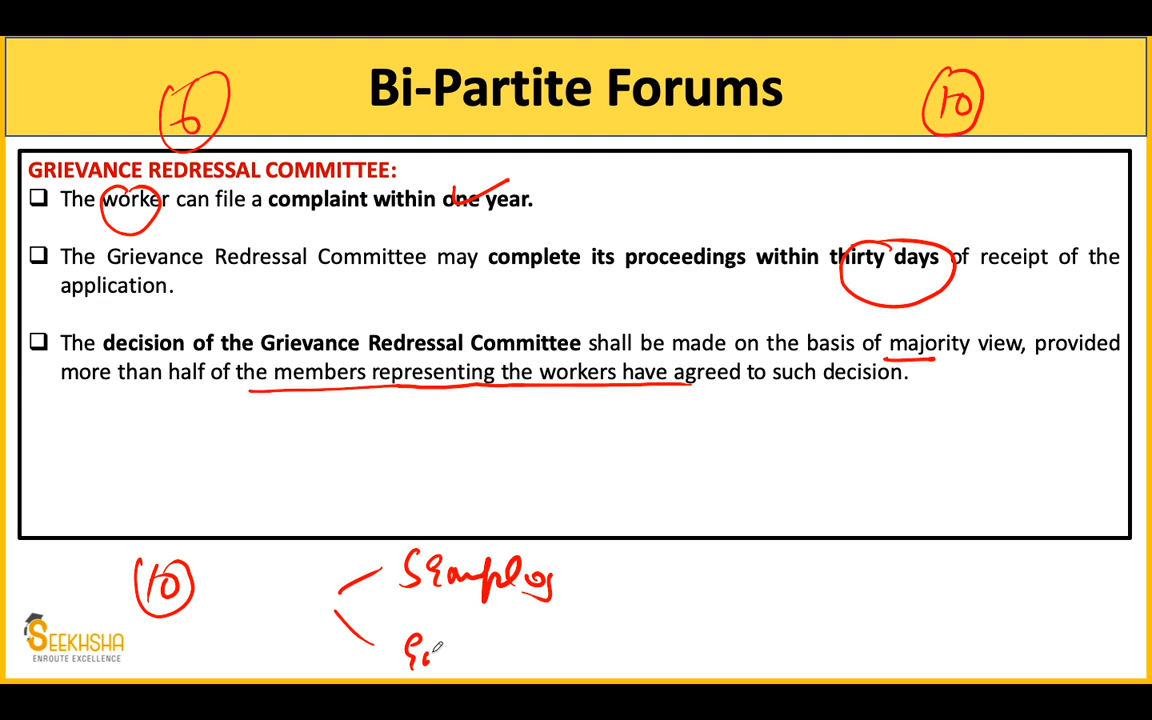 Bi-Partite Forums
6
10
GRIEVANCE REDRESSAL COMMITTEE:
❑ The worker can file a complaint within one year.
❑ The Grievance Redressal Committee may complete its proceedings within thirty days of receipt of the
application.
❑ The decision of the Grievance Redressal Committee shall be made on the basis of majority view, provided
more than half of the members representing the workers have agreed to such decision.
10
SEEKHSHA
ENROUTE EXCELLENCE